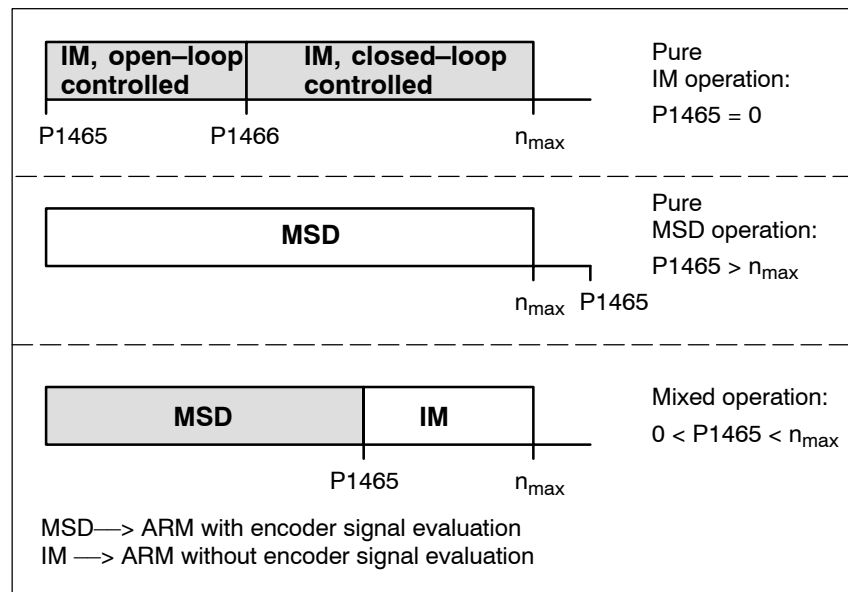 IM, open–loop controlled
IM, closed–loop controlled
P1465
P1466
nmax
Pure
IM operation:
P1465 = 0
MSD
nmax
P1465
Pure
MSD operation:
P1465 > nmax
MSD
IM
P1465
nmax
Mixed operation:
0 < P1465 < nmax
MSD––> ARM with encoder signal evaluation
IM ––> ARM without encoder signal evaluation